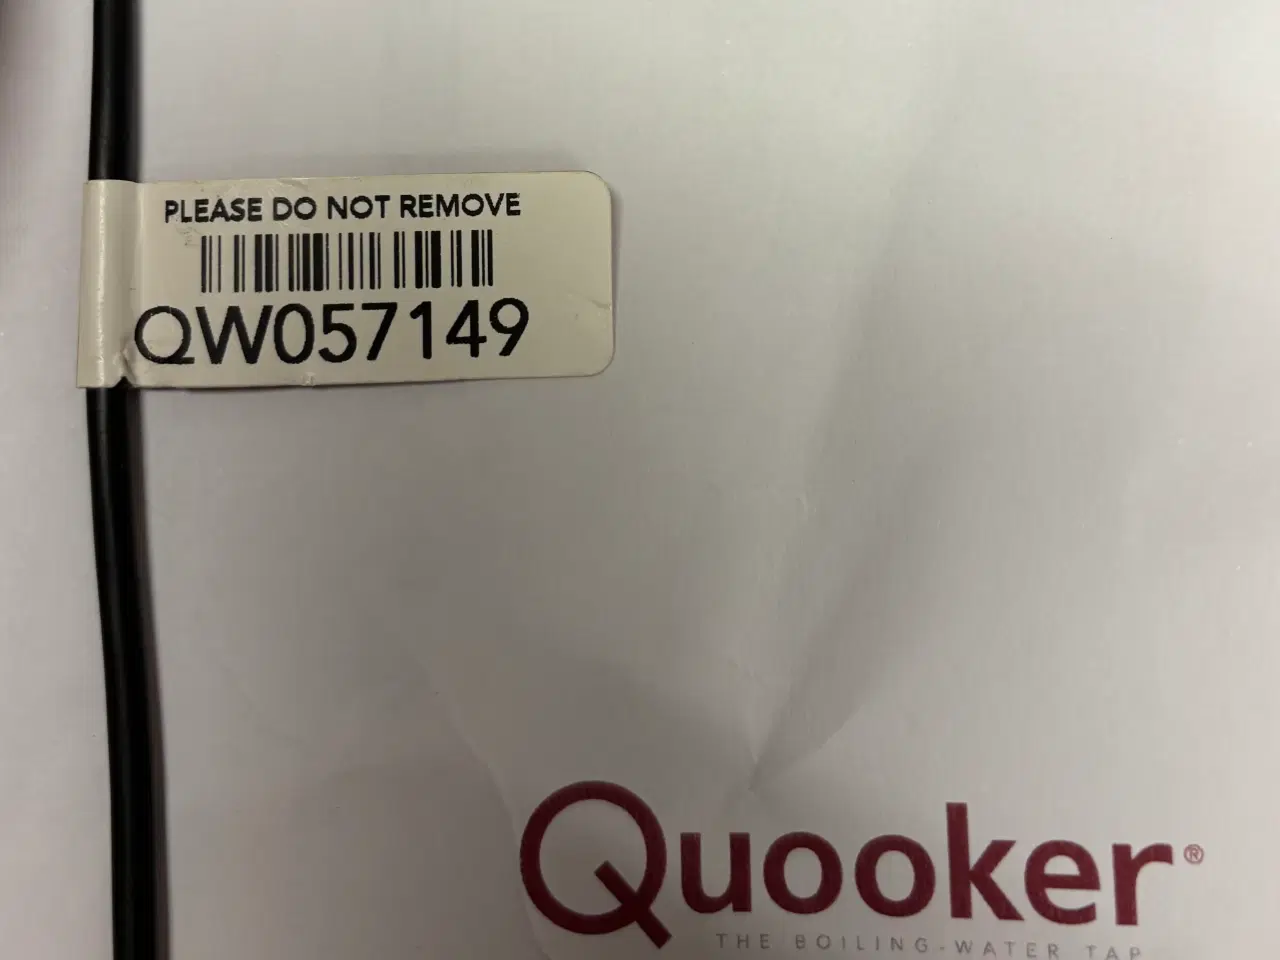 PLEASE DO NOT REMOVE
QW057149
Quooker®
THE BOILING-WATER TAP